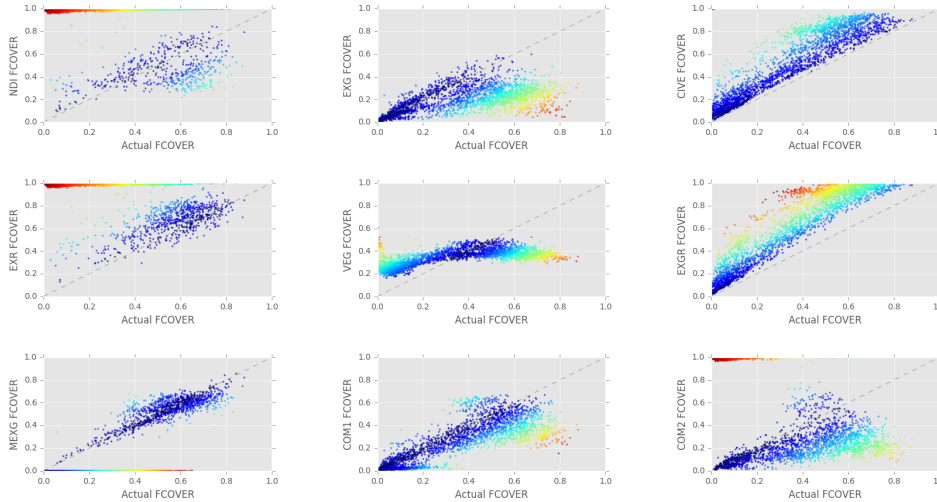 1.0 1.0 1.0
0.8 0.8 0.8
0.6 0.6 0.6
0.4 0.4 0.4
0.2 0.2 0.2
0.0 0.0 0.0
NDI FCOVER EXG FCOVER CIVE FCOVER
0.0 0.2 0.4 0.6 0.8 1.0 0.0 0.2 0.4 0.6 0.8 1.0 0.0 0.2 0.4 0.6 0.8 1.0
Actual FCOVER Actual FCOVER Actual FCOVER
1.0 1.0 1.0
0.8 0.8 0.8
0.6 0.6 0.6
0.4 0.4 0.4
0.2 0.2 0.2
0.0 0.0 0.0
EXR FCOVER VEG FCOVER EXGR FCOVER
0.0 0.2 0.4 0.6 0.8 1.0 0.0 0.2 0.4 0.6 0.8 1.0 0.0 0.2 0.4 0.6 0.8 1.0
Actual FCOVER Actual FCOVER Actual FCOVER
1.0 1.0 1.0
0.8 0.8 0.8
0.6 0.6 0.6
0.4 0.4 0.4
0.2 0.2 0.2
0.0 0.0 0.0
MEXG FCOVER COM1 FCOVER COM2 FCOVER
0.0 0.2 0.4 0.6 0.8 1.0 0.0 0.2 0.4 0.6 0.8 1.0 0.0 0.2 0.4 0.6 0.8 1.0
Actual FCOVER Actual FCOVER Actual FCOVER